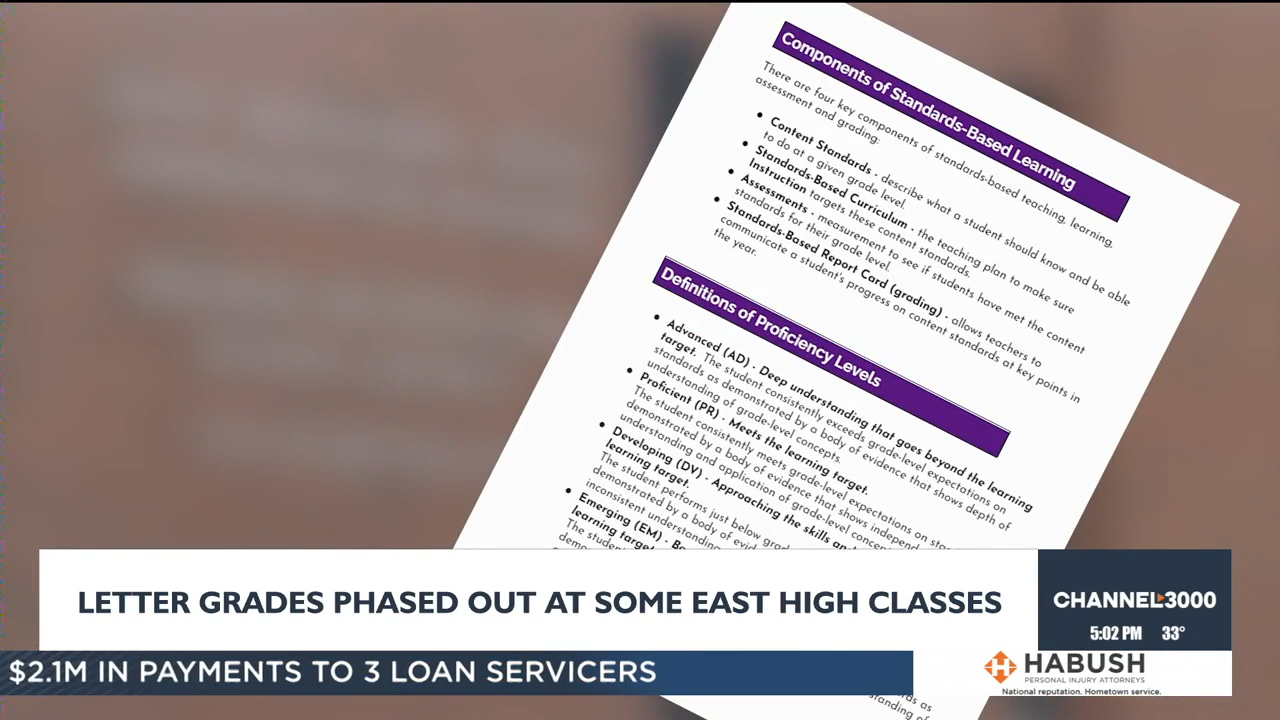 Components of Standards-Based Learning
There are four key components of standards-based teaching, learning,
assessment and grading:
• Content Standards - describe what a student should know and be able
to do at a given grade level.
• Standards-Based Curriculum - the teaching plan to make sure
Instruction targets these content standards.
• Assessments - measurement to see if students have met the content
standards for their grade level.
• Standards-Based Report Card (grading) - allows teachers to
communicate a student's progress on content standards at key points in
the year.
Definitions of Proficiency Levels
• Advanced (AD) - Deep understanding that goes beyond the learning
target. The student consistently exceeds grade-level expectations on
standards as demonstrated by a body of evidence that shows depth of
understanding of grade-level concepts.
• Proficient (PR) - Meets the learning target.
The student consistently meets grade-level expectations on
demonstrated by a body of evidence that shows
understanding and application of grade-level
• Developing (DV) - Approaching the skills
learning target.
The student performs just below
demonstrated by a body of
inconsistent understanding
• Emerging (EM) -
learning
The
LETTER GRADES PHASED OUT AT SOME EAST HIGH CLASSES
CHANNEL3000
5:02 PM 33°
$2.1M IN PAYMENTS TO 3 LOAN SERVICERS
HABUSH
PERSONAL INJURY ATTORNEYS
National reputation. Hometown service.